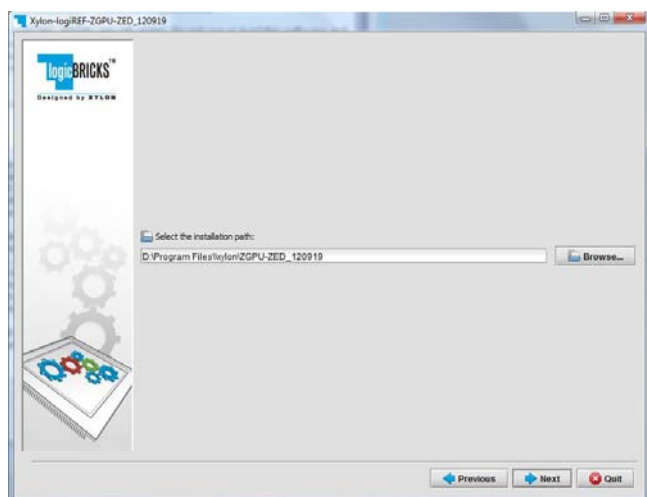 Xylon-logiREF-ZGPU-ZED_120919
logicBRICKS™
Designed by XYLON
Select the installation path:
D:\Program Files\xylon\ZGPU-ZED_120919
Browse...
Previous
Next
Quit